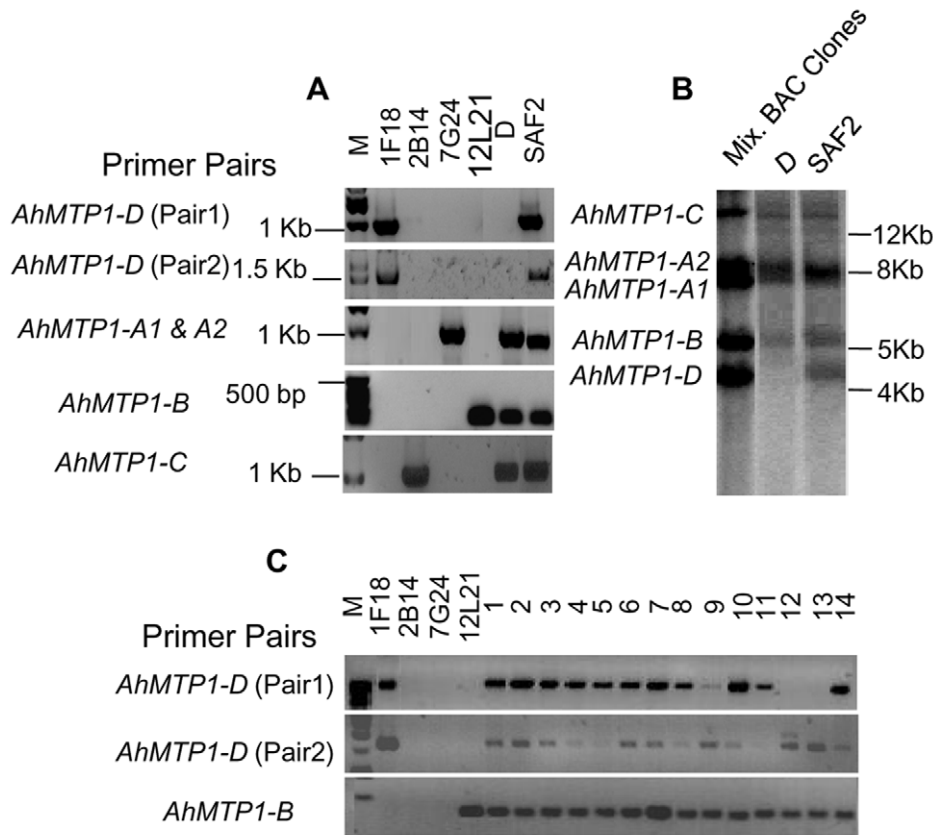 A
M
1F18
2B14
7G24
12L21
D
SAF2
Primer Pairs
AhMTP1-D (Pair1)
1 Kb
AhMTP1-D (Pair2)
1.5 Kb
AhMTP1-A1 & A2
1 Kb
AhMTP1-B
500 bp
AhMTP1-C
1 Kb
B
Mix. BAC Clones
D
SAF2
AhMTP1-C
12Kb
AhMTP1-A2
8Kb
AhMTP1-A1
AhMTP1-B
5Kb
AhMTP1-D
4Kb
C
M
1F18
2B14
7G24
12L21
1
2
3
4
5
6
7
8
9
10
11
12
13
14
Primer Pairs
AhMTP1-D (Pair1)
AhMTP1-D (Pair2)
AhMTP1-B